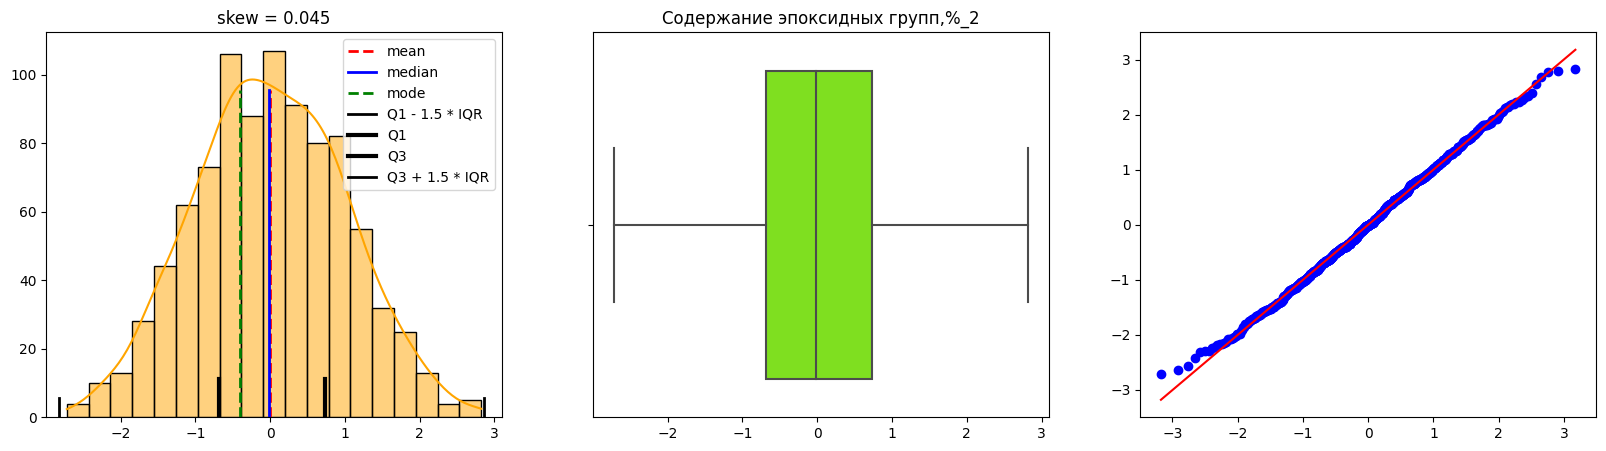 skew = 0.045
mean
median
mode
Q1 - 1.5 * IQR
Q1
Q3
Q3 + 1.5 * IQR
100
80
60
40
20
0
−2 −1 0 1 2 3
Содержание эпоксидных групп,%_2
−2 −1 0 1 2 3
3
2
1
0
−1
−2
−3
−3 −2 −1 0 1 2 3